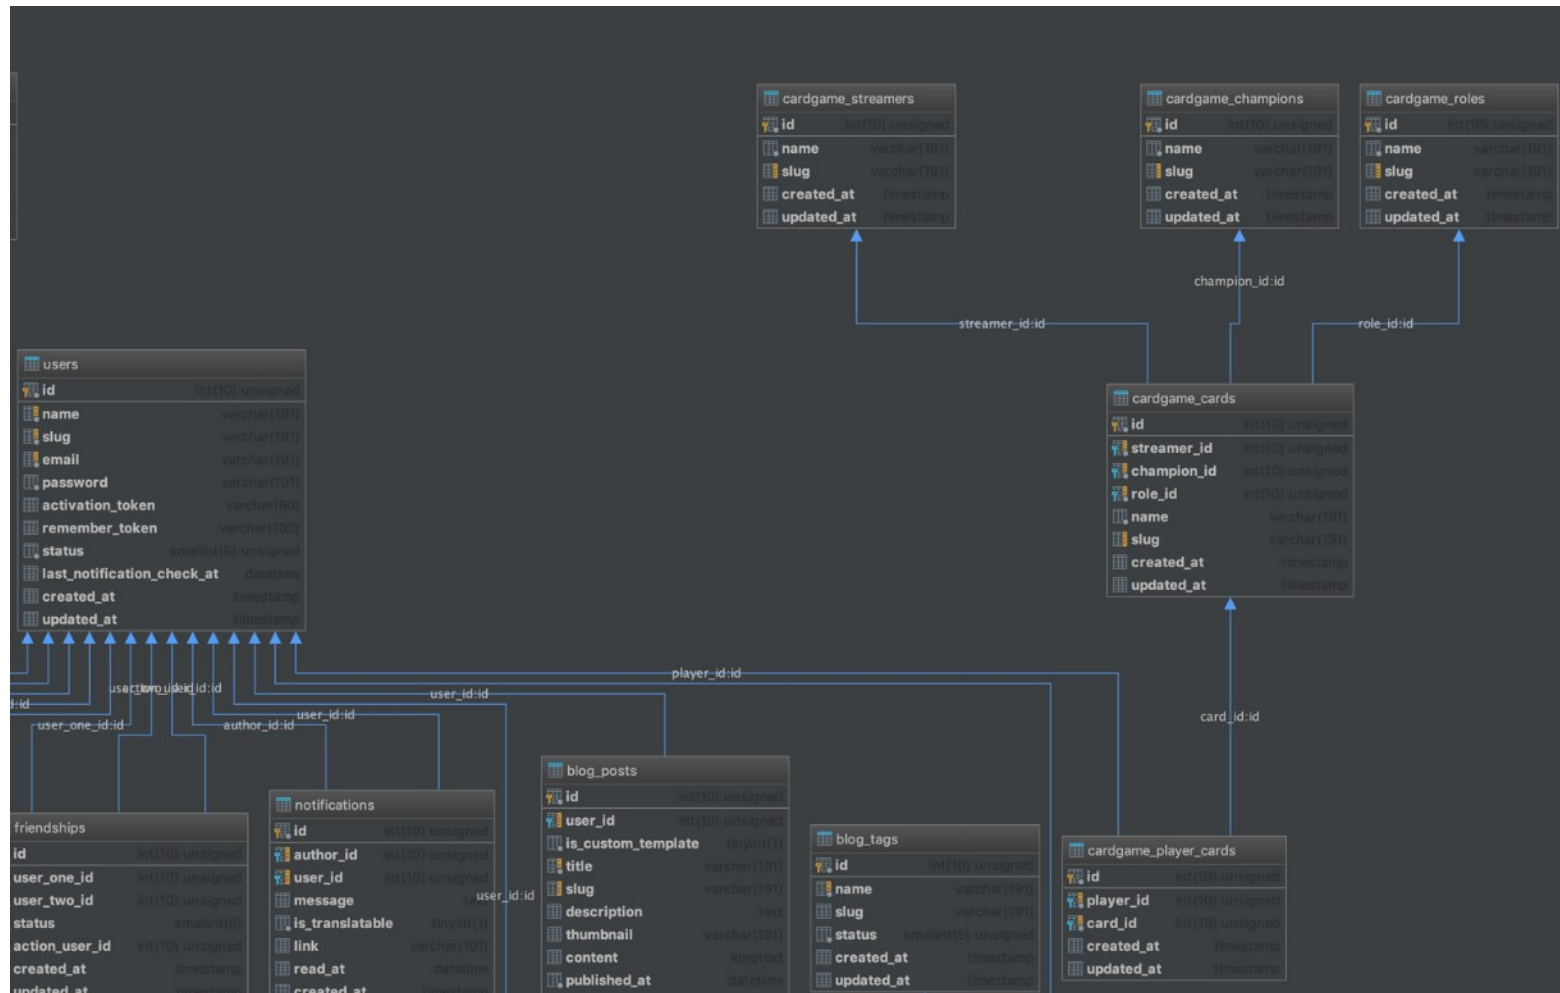 cardgame_streamers
id int(10) unsigned
name varchar(191)
slug varchar(191)
created_at timestamp
updated_at timestamp
cardgame_champions
id int(10) unsigned
name varchar(191)
slug varchar(191)
created_at timestamp
updated_at timestamp
cardgame_roles
id int(10) unsigned
name varchar(191)
slug varchar(191)
created_at timestamp
updated_at timestamp
champion_id:id
streamer_id:id
role_id:id
users
id int(10) unsigned
name varchar(191)
slug varchar(191)
email varchar(191)
password varchar(191)
activation_token varchar(60)
remember_token varchar(100)
status smallint(5) unsigned
last_notification_check_at datetime
created_at timestamp
updated_at timestamp
cardgame_cards
id int(10) unsigned
streamer_id int(10) unsigned
champion_id int(10) unsigned
role_id int(10) unsigned
name varchar(191)
slug varchar(191)
created_at timestamp
updated_at timestamp
player_id:id
user_id:id
user_id:id
user_one_id:id
author_id:id
card_id:id
friendships
id int(10) unsigned
user_one_id int(10) unsigned
user_two_id int(10) unsigned
status smallint(6)
action_user_id int(10) unsigned
created_at timestamp
updated_at timestamp
notifications
id int(10) unsigned
author_id int(10) unsigned
user_id int(10) unsigned
message text
is_translatable tinyint(1)
link varchar(191)
read_at datetime
created_at timestamp
user_id:id
blog_posts
id int(10) unsigned
user_id int(10) unsigned
is_custom_template tinyint(1)
title varchar(191)
slug varchar(191)
description text
thumbnail varchar(191)
content longtext
published_at datetime
blog_tags
id int(10) unsigned
name varchar(191)
slug varchar(191)
status smallint(5) unsigned
created_at timestamp
updated_at timestamp
cardgame_player_cards
id int(10) unsigned
player_id int(10) unsigned
card_id int(10) unsigned
created_at timestamp
updated_at timestamp